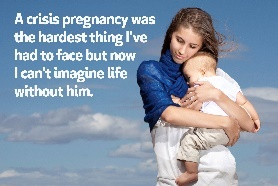 A crisis pregnancy was
the hardest thing I've
had to face but now
I can't imagine life
without him.